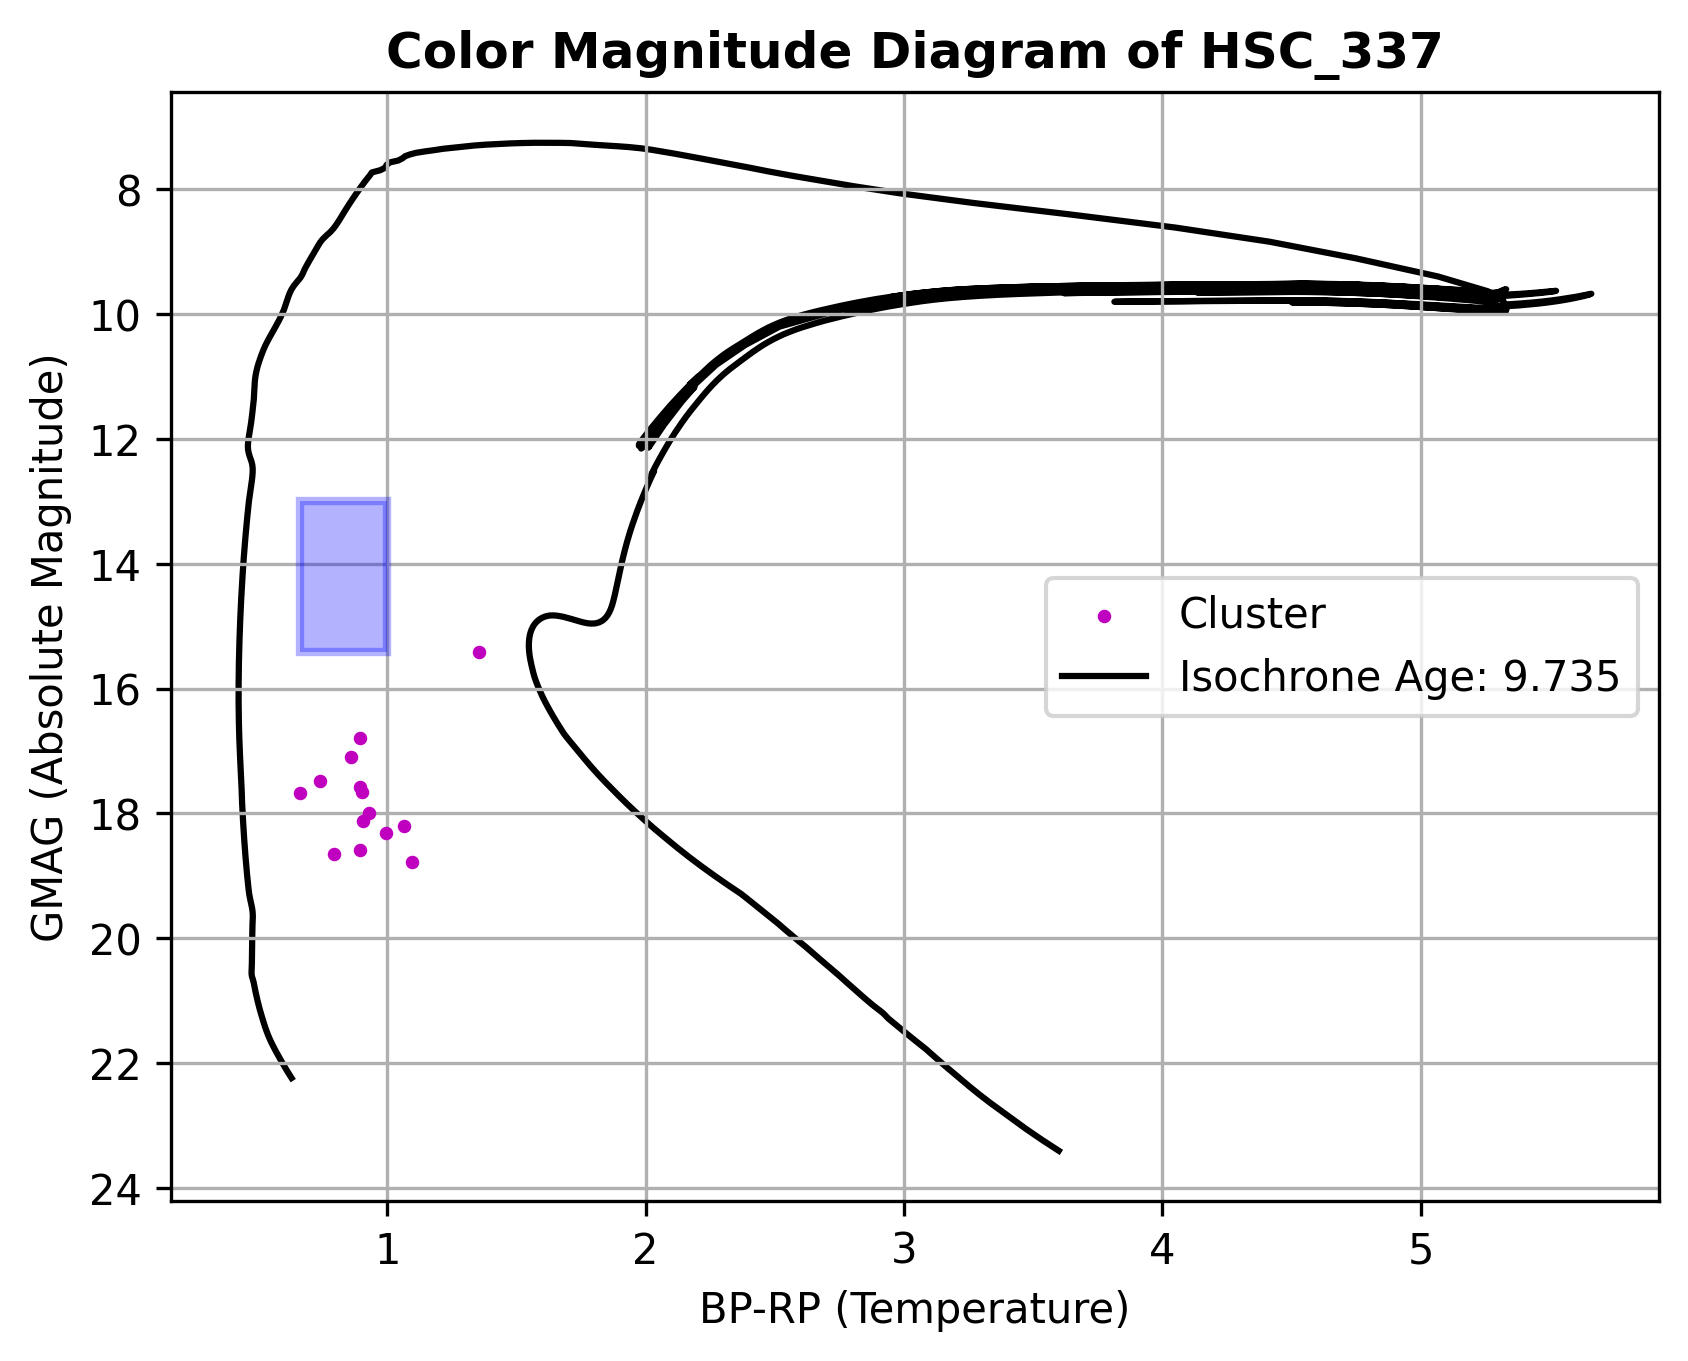 Color Magnitude Diagram of HSC_337
GMAG (Absolute Magnitude)
8
10
12
14
16
18
20
22
24
Cluster
Isochrone Age: 9.735
1 2 3 4 5
BP-RP (Temperature)